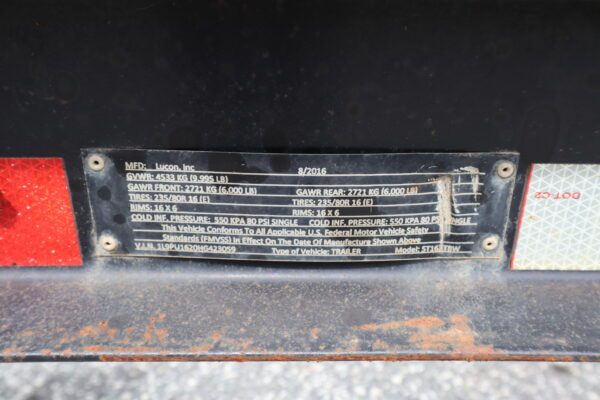 MFD: Lucon, Inc 8/2016
GVWR: 4533 KG (9,995 LB)
GAWR FRONT: 2721 KG (6,000 LB) GAWR REAR: 2721 KG (6,000 LB)
TIRES: 235/80R 16 (E) TIRES: 235/80R 16 (E)
RIMS: 16 X 6 RIMS: 16 X 6
COLD INF. PRESSURE: 550 KPA 80 PSI SINGLE COLD INF. PRESSURE: 550 KPA 80 PSI SINGLE
This Vehicle Conforms To All Applicable U.S. Federal Motor Vehicle Safety
Standards (FMVSS) In Effect On The Date Of Manufacture Shown Above
V.I.N. 1L9PU1620HG423059 Type of Vehicle: TRAILER Model:
DOT-C2